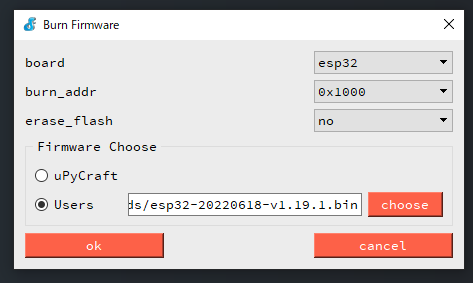 Burn Firmware
board esp32
burn_addr 0x1000
erase_flash no
Firmware Choose
uPyCraft
Users ds/esp32-20220618-v1.19.1.bin choose
ok cancel